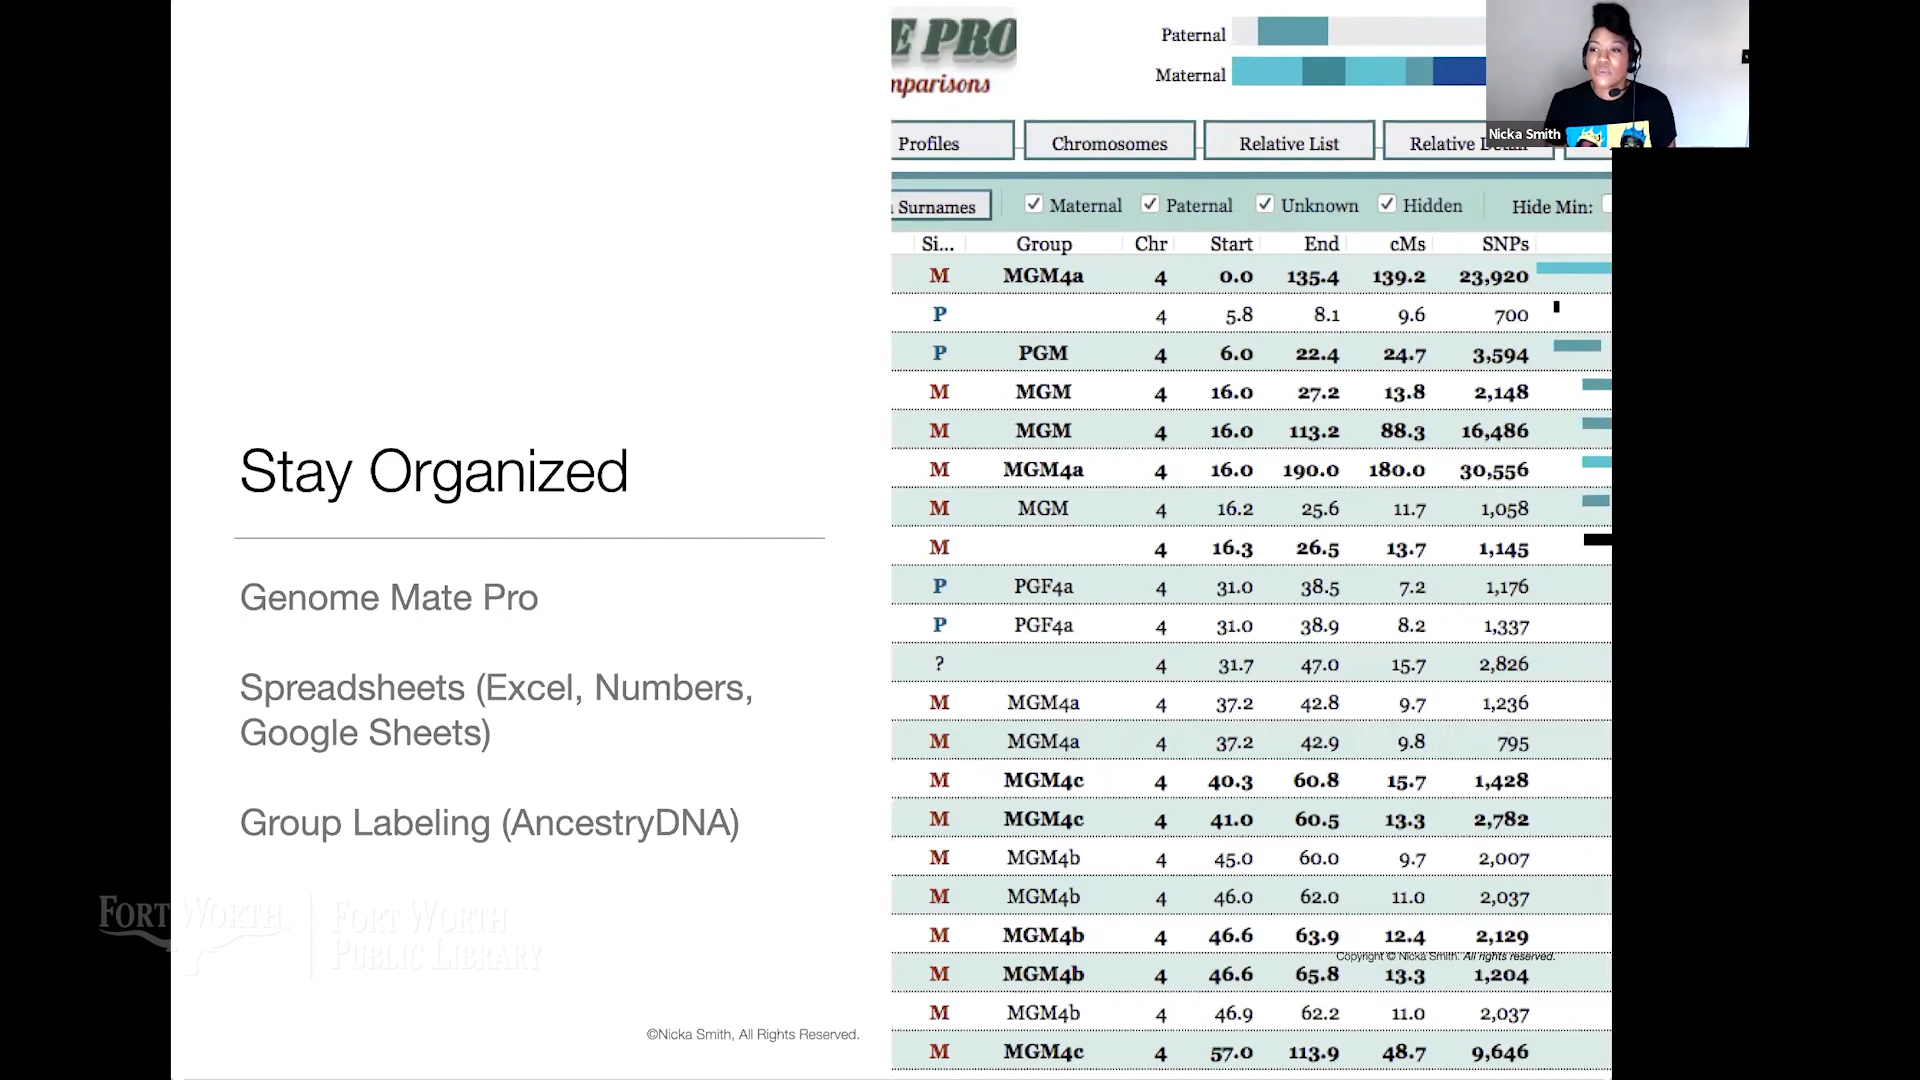 E PRO
mparisons
Paternal
Maternal
Nicka Smith
Profiles
Chromosomes
Relative List
Relative Detail
Surnames
Maternal
Paternal
Unknown
Hidden
Hide Min:
Si... Group Chr Start End cMs SNPs
M MGM4a 4 0.0 135.4 139.2 23,920
P 4 5.8 8.1 9.6 700
P PGM 4 6.0 22.4 24.7 3,594
M MGM 4 16.0 27.2 13.8 2,148
M MGM 4 16.0 113.2 88.3 16,486
M MGM4a 4 16.0 190.0 180.0 30,556
M MGM 4 16.2 25.6 11.7 1,058
M 4 16.3 26.5 13.7 1,145
P PGF4a 4 31.0 38.5 7.2 1,176
P PGF4a 4 31.0 38.9 8.2 1,337
? 4 31.7 47.0 15.7 2,826
M MGM4a 4 37.2 42.8 9.7 1,236
M MGM4a 4 37.2 42.9 9.8 795
M MGM4c 4 40.3 60.8 15.7 1,428
M MGM4c 4 41.0 60.5 13.3 2,782
M MGM4b 4 45.0 60.0 9.7 2,007
M MGM4b 4 46.0 62.0 11.0 2,037
M MGM4b 4 46.6 63.9 12.4 2,129
Copyright © Nicka Smith. All rights reserved.
M MGM4b 4 46.6 65.8 13.3 1,204
M MGM4b 4 46.9 62.2 11.0 2,037
M MGM4c 4 57.0 113.9 48.7 9,646
Stay Organized
Genome Mate Pro
Spreadsheets (Excel, Numbers,
Google Sheets)
Group Labeling (AncestryDNA)
FORT WORTH
FORT WORTH
PUBLIC LIBRARY
©Nicka Smith, All Rights Reserved.